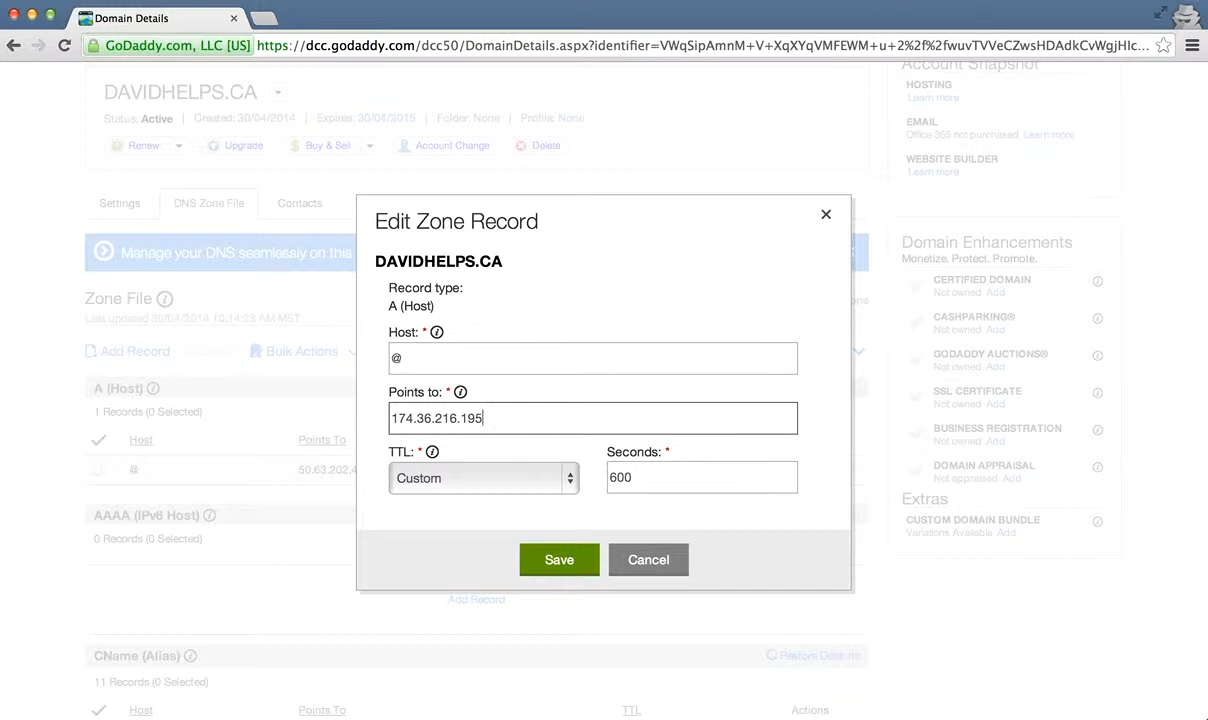 Domain Details
GoDaddy.com, LLC [US] https://dcc.godaddy.com/dcc50/DomainDetails.aspx?identifier=VWqSipAmnM+V+XqXYqVMFEWM+u+2%2f%2fwuvTVVeCZwsHDAdkCvWgjHIc...
Account Snapshot
DAVIDHELPS.CA
Status: Active | Created: 30/04/2014 | Expires: 30/04/2015 | Folder: None | Profile: None
Renew Upgrade Buy & Sell Account Change Delete
HOSTING
Learn more
EMAIL
Office 365 not purchased Learn more
WEBSITE BUILDER
Learn more
Settings DNS Zone File Contacts
Manage your DNS seamlessly on this
Zone File
Last updated 30/04/2014 10:14:23 AM MST
Add Record Bulk Actions
A (Host)
1 Records (0 Selected)
Host Points To
@ 50.63.202.4
AAAA (IPv6 Host)
0 Records (0 Selected)
Add Record
CName (Alias) Restore Defaults
11 Records (0 Selected)
Host Points To TTL Actions
Edit Zone Record
DAVIDHELPS.CA
Record type:
A (Host)
Host: *
@
Points to: *
174.36.216.195
TTL: * Seconds: *
Custom 600
Save Cancel
Domain Enhancements
Monetize. Protect. Promote.
CERTIFIED DOMAIN
Not owned Add
CASHPARKING®
Not owned Add
GODADDY AUCTIONS®
Not owned Add
SSL CERTIFICATE
Not owned Add
BUSINESS REGISTRATION
Not owned Add
DOMAIN APPRAISAL
Not appraised Add
Extras
CUSTOM DOMAIN BUNDLE
Variations Available Add